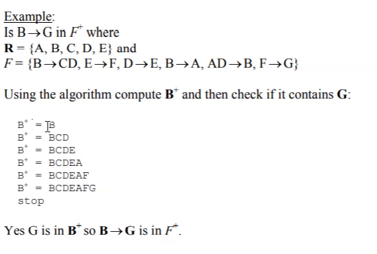 Example:
Is B→G in F⁺ where
R = {A, B, C, D, E} and
F = {B→CD, E→F, D→E, B→A, AD→B, F→G}
Using the algorithm compute B⁺ and then check if it contains G:
B⁺ = B
B⁺ = BCD
B⁺ = BCDE
B⁺ = BCDEA
B⁺ = BCDEAF
B⁺ = BCDEAFG
stop
Yes G is in B⁺ so B→G is in F⁺.